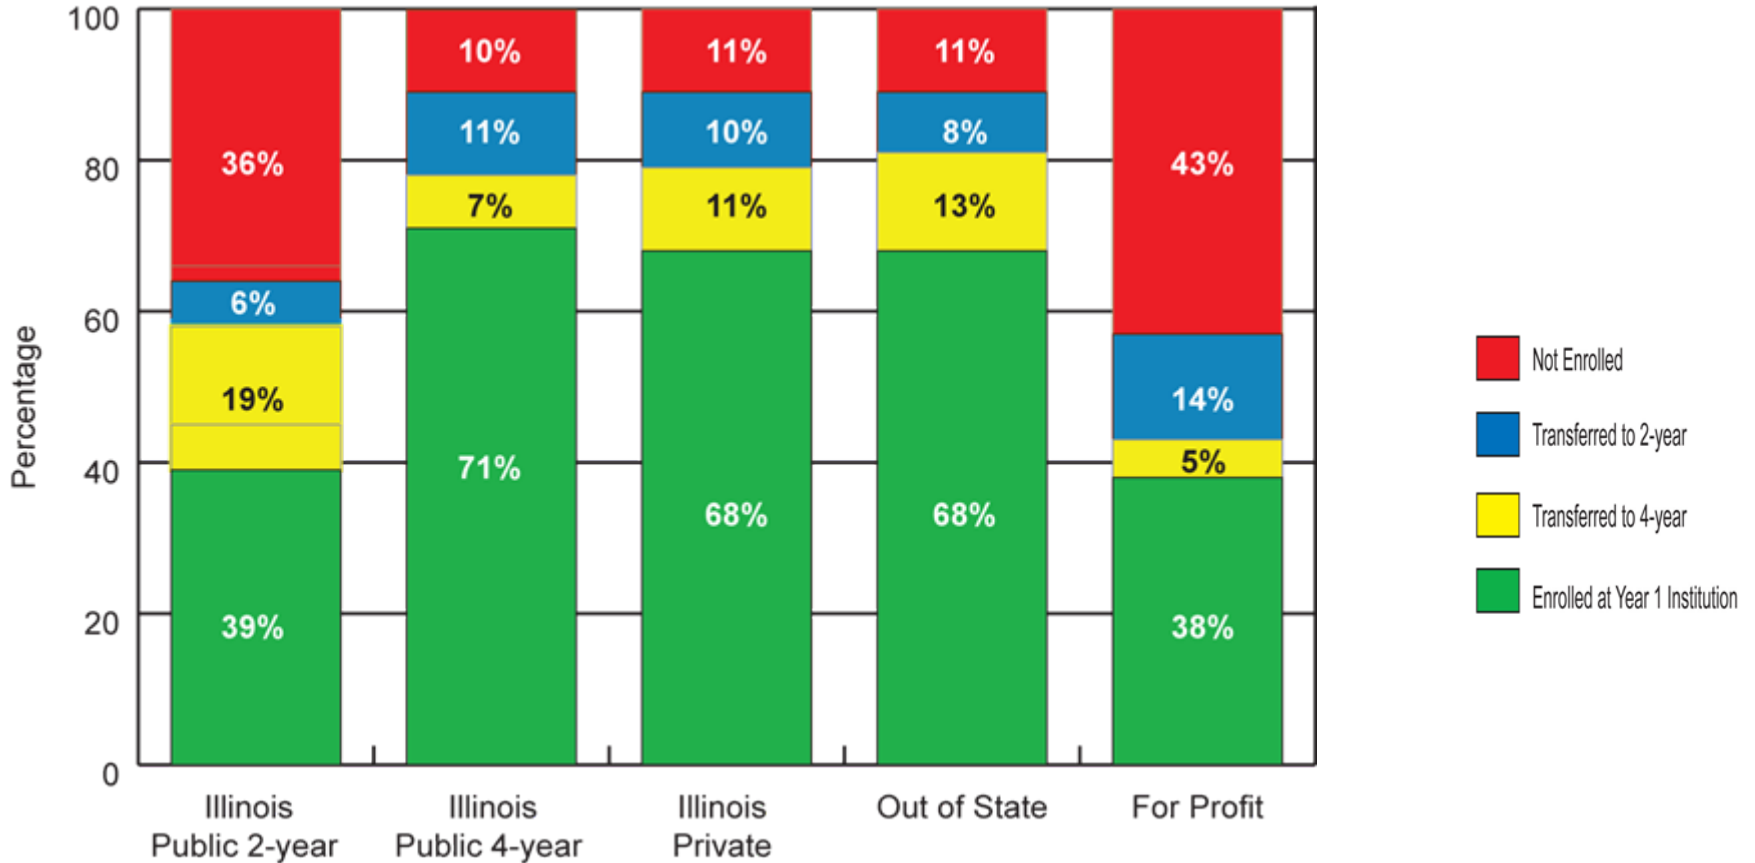 Percentage
100
80
60
40
20
0
36%
6%
19%
39%
10%
11%
7%
71%
11%
10%
11%
68%
11%
8%
13%
68%
43%
14%
5%
38%
Illinois
Public 2-year
Illinois
Public 4-year
Illinois
Private
Out of State
For Profit
Not Enrolled
Transferred to 2-year
Transferred to 4-year
Enrolled at Year 1 Institution